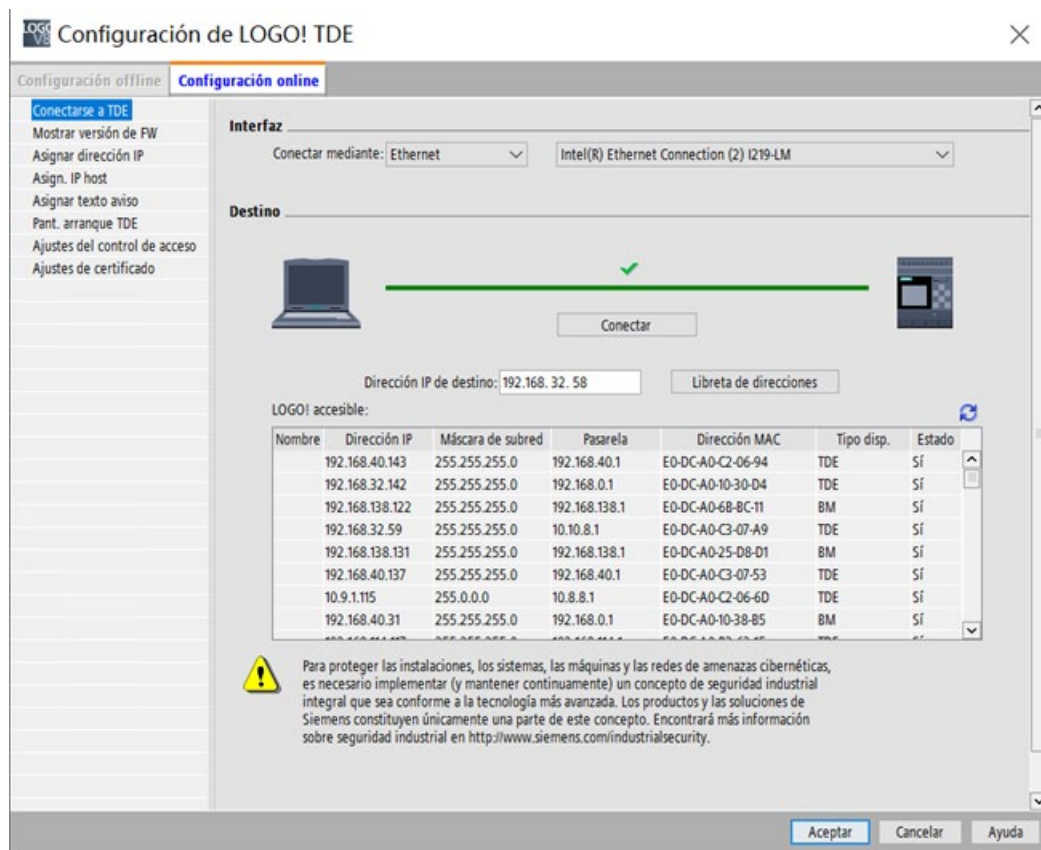 LOGO! V8 Configuración de LOGO! TDE
Configuración offline Configuración online
Conectarse a TDE
Mostrar versión de FW
Asignar dirección IP
Asign. IP host
Asignar texto aviso
Pant. arranque TDE
Ajustes del control de acceso
Ajustes de certificado
Interfaz
Conectar mediante: Ethernet Intel(R) Ethernet Connection (2) I219-LM
Destino
Conectar
Dirección IP de destino: 192.168. 32. 58 Libreta de direcciones
LOGO! accesible:
Nombre Dirección IP Máscara de subred Pasarela Dirección MAC Tipo disp. Estado
192.168.40.143 255.255.255.0 192.168.40.1 E0-DC-A0-C2-06-94 TDE Sí
192.168.32.142 255.255.255.0 192.168.0.1 E0-DC-A0-10-30-D4 TDE Sí
192.168.138.122 255.255.255.0 192.168.138.1 E0-DC-A0-6B-BC-11 BM Sí
192.168.32.59 255.255.255.0 10.10.8.1 E0-DC-A0-C3-07-A9 TDE Sí
192.168.138.131 255.255.255.0 192.168.138.1 E0-DC-A0-25-D8-D1 BM Sí
192.168.40.137 255.255.255.0 192.168.40.1 E0-DC-A0-C3-07-53 TDE Sí
10.9.1.115 255.0.0.0 10.8.8.1 E0-DC-A0-C2-06-6D TDE Sí
192.168.40.31 255.255.255.0 192.168.0.1 E0-DC-A0-10-38-B5 BM Sí
Para proteger las instalaciones, los sistemas, las máquinas y las redes de amenazas cibernéticas,
es necesario implementar (y mantener continuamente) un concepto de seguridad industrial
integral que sea conforme a la tecnología más avanzada. Los productos y las soluciones de
Siemens constituyen únicamente una parte de este concepto. Encontrará más información
sobre seguridad industrial en http://www.siemens.com/industrialsecurity.
Aceptar Cancelar Ayuda